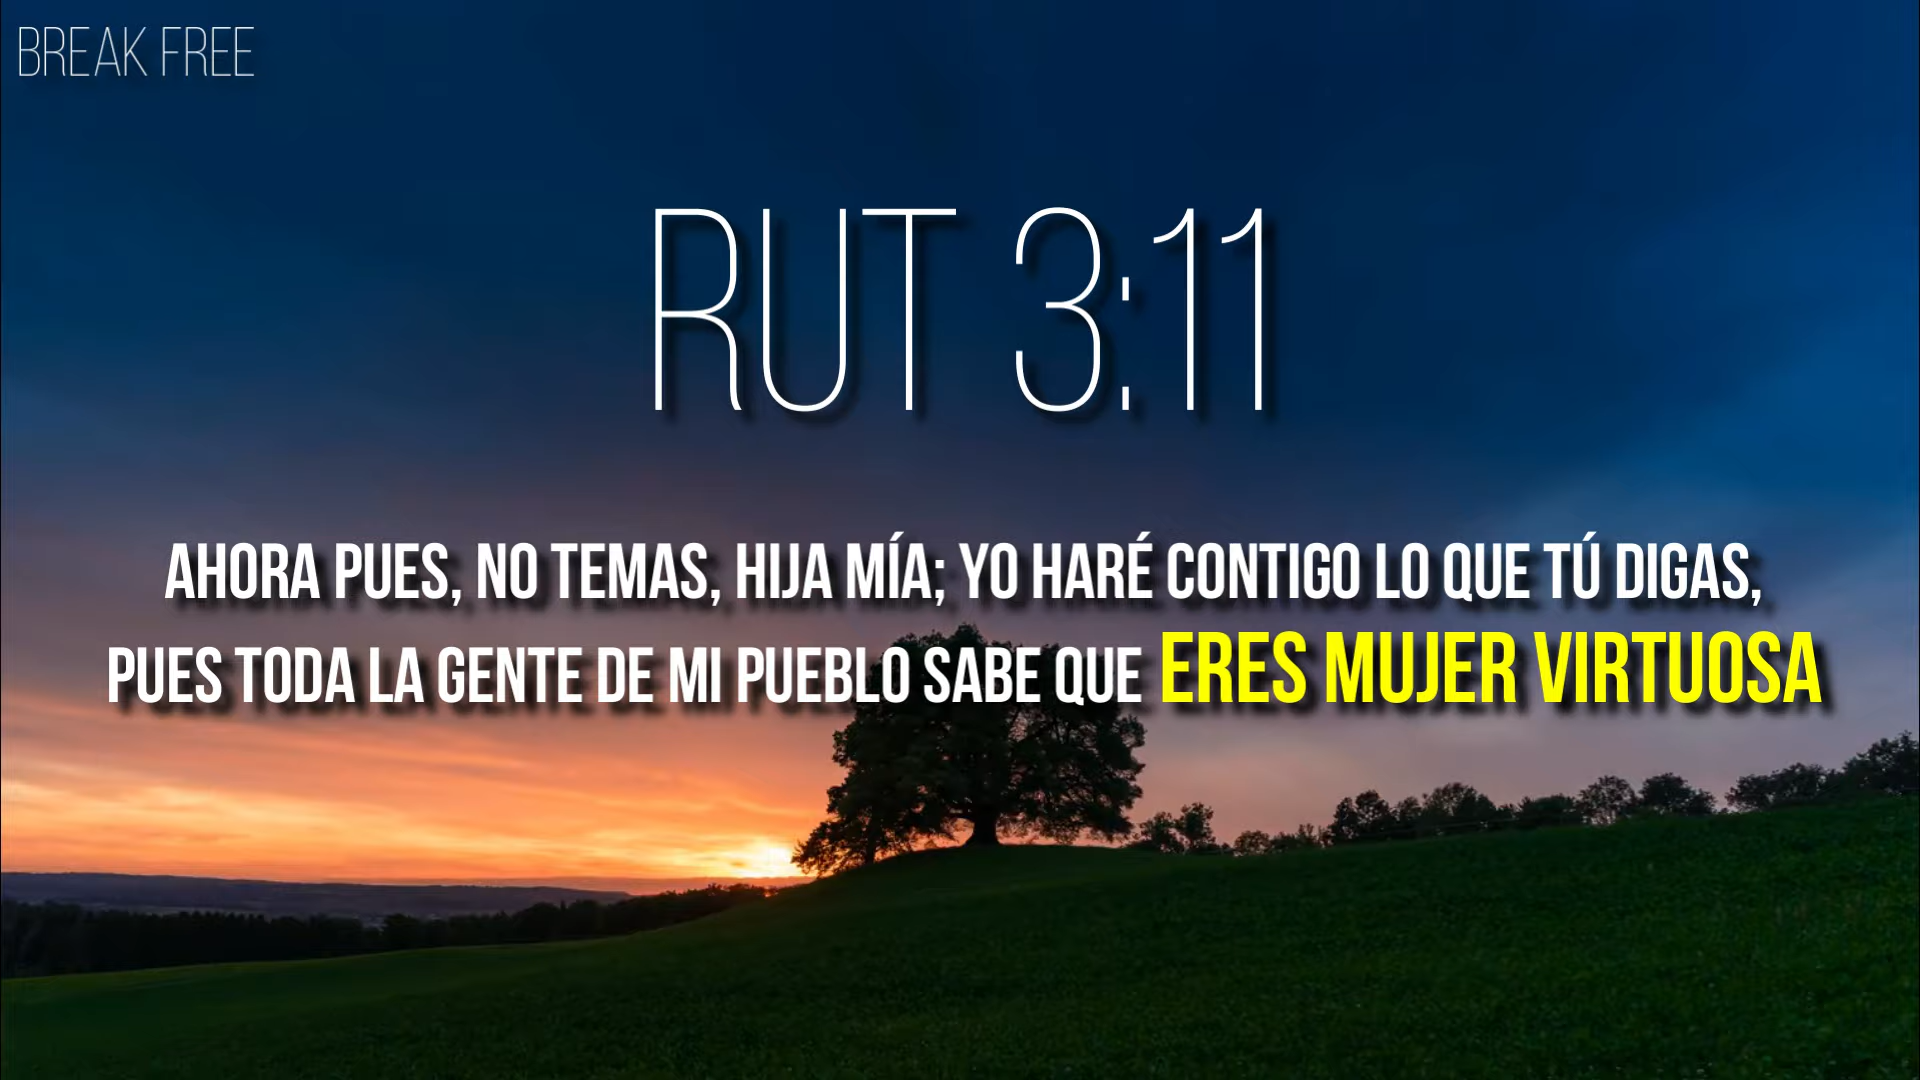 BREAK FREE
RUT 3:11
AHORA PUES, NO TEMAS, HIJA MÍA; YO HARÉ CONTIGO LO QUE TÚ DIGAS,
PUES TODA LA GENTE DE MI PUEBLO SABE QUE ERES MUJER VIRTUOSA